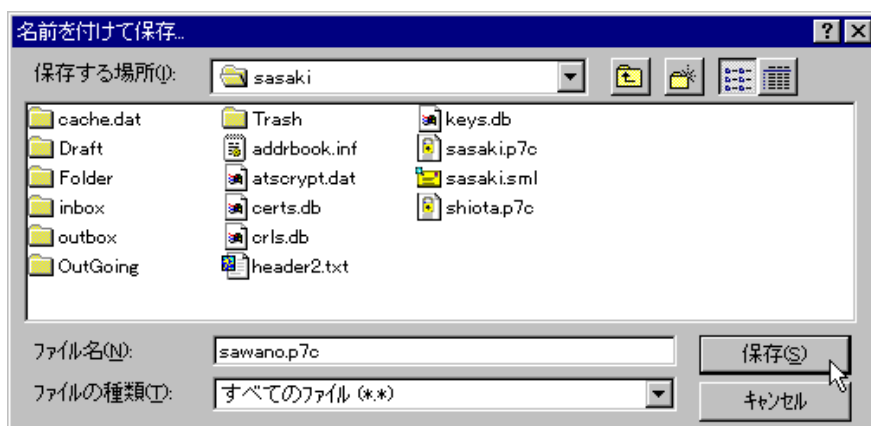 名前を付けて保存...
保存する場所(I): sasaki
cache.dat Trash keys.db
Draft addrbook.inf sasaki.p7c
Folder atscrypt.dat sasaki.sml
inbox certs.db shiota.p7c
outbox crls.db
OutGoing header2.txt
ファイル名(N): sawano.p7c 保存(S)
ファイルの種類(T): すべてのファイル (*.*) キャンセル